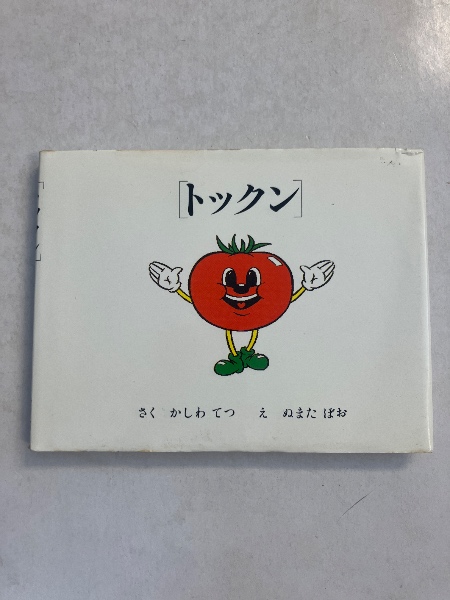 [トックン]
さく かしわ てつ え ぬまた ぽお